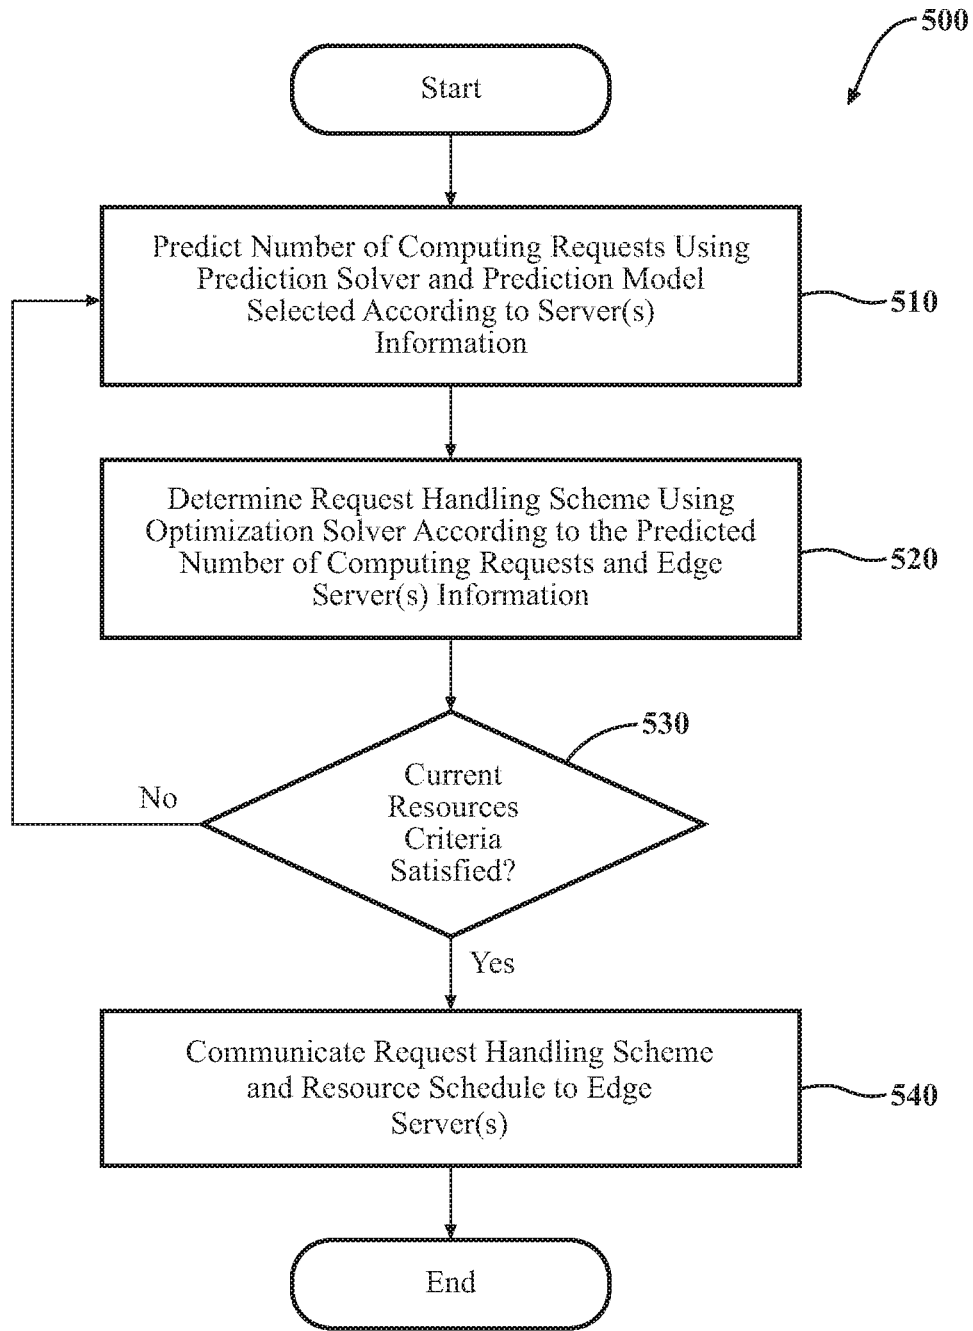 500
Start
Predict Number of Computing Requests Using
Prediction Solver and Prediction Model
Selected According to Server(s)
Information
510
Determine Request Handling Scheme Using
Optimization Solver According to the Predicted
Number of Computing Requests and Edge
Server(s) Information
520
530
Current
Resources
Criteria
Satisfied?
No
Yes
Communicate Request Handling Scheme
and Resource Schedule to Edge
Server(s)
540
End